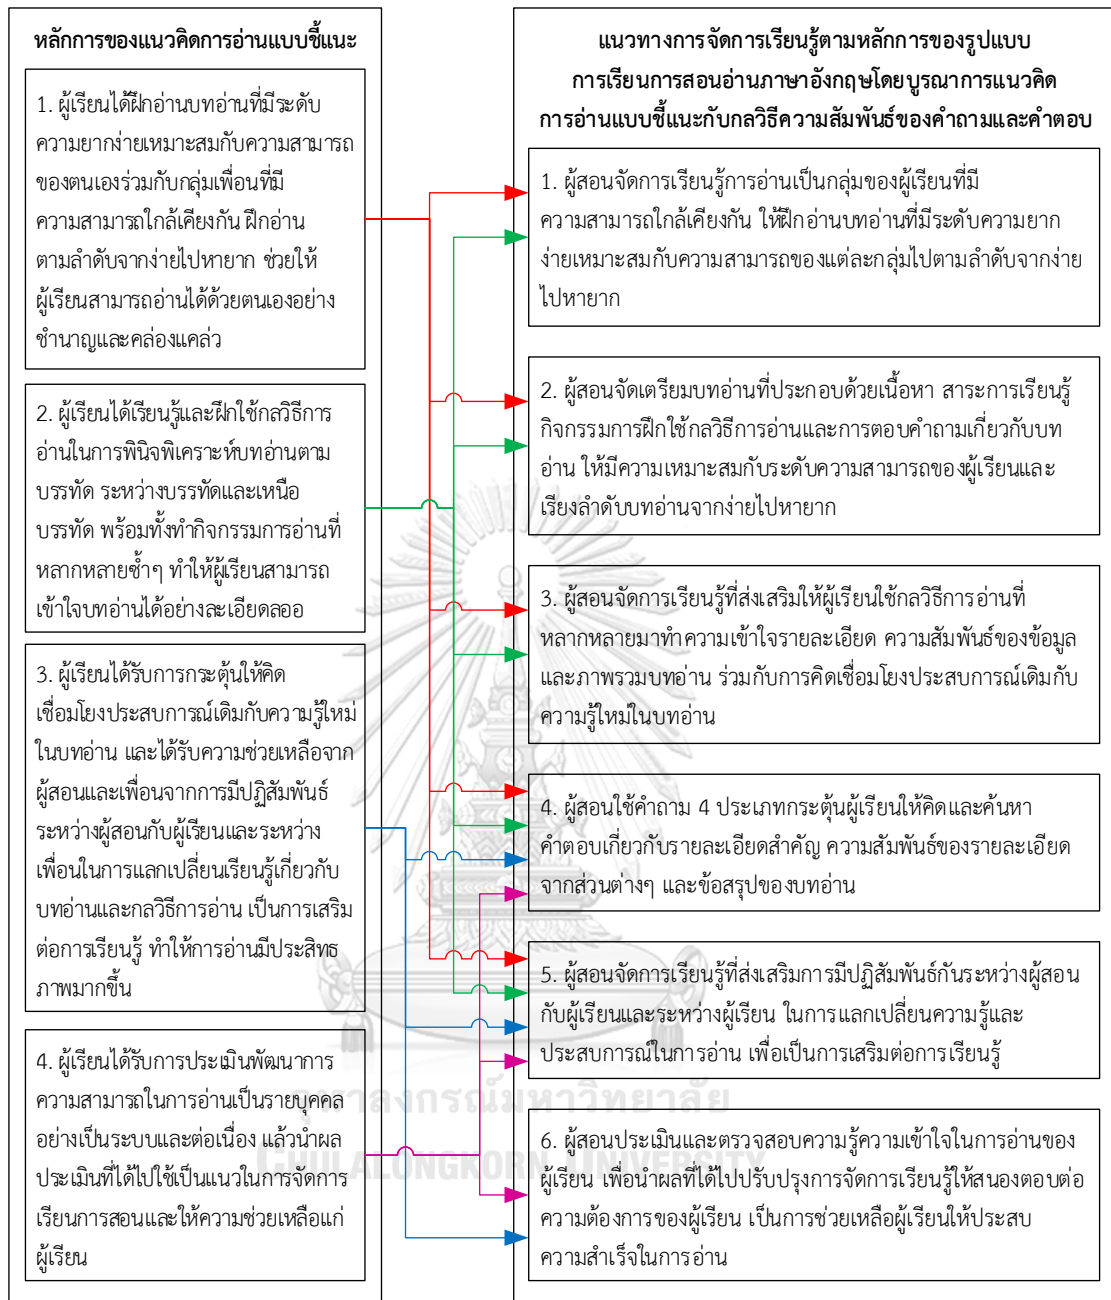 หลักการของแนวคิดการอ่านแบบชี้แนะ
1. ผู้เรียนได้ฝึกอ่านบทอ่านที่มีระดับ
ความยากง่ายเหมาะสมกับความสามารถ
ของตนเองร่วมกับกลุ่มเพื่อนที่มี
ความสามารถใกล้เคียงกัน ฝึกอ่าน
ตามลำดับจากง่ายไปหายาก ช่วยให้
ผู้เรียนสามารถอ่านได้ด้วยตนเองอย่าง
ชำนาญและคล่องแคล่ว
2. ผู้เรียนได้เรียนรู้และฝึกใช้กลวิธีการ
อ่านในการพินิจพิเคราะห์บทอ่านตาม
บรรทัด ระหว่างบรรทัดและเหนือ
บรรทัด พร้อมทั้งทำกิจกรรมการอ่านที่
หลากหลายซ้ำๆ ทำให้ผู้เรียนสามารถ
เข้าใจบทอ่านได้อย่างละเอียดลออ
3. ผู้เรียนได้รับการกระตุ้นให้คิด
เชื่อมโยงประสบการณ์เดิมกับความรู้ใหม่
ในบทอ่าน และได้รับความช่วยเหลือจาก
ผู้สอนและเพื่อนจากการมีปฏิสัมพันธ์
ระหว่างผู้สอนกับผู้เรียนและระหว่าง
เพื่อนในการแลกเปลี่ยนเรียนรู้เกี่ยวกับ
บทอ่านและกลวิธีการอ่าน เป็นการเสริม
ต่อการเรียนรู้ ทำให้การอ่านมีประสิทธ
ภาพมากขึ้น
4. ผู้เรียนได้รับการประเมินพัฒนาการ
ความสามารถในการอ่านเป็นรายบุคคล
อย่างเป็นระบบและต่อเนื่อง แล้วนำผล
ประเมินที่ได้ไปใช้เป็นแนวในการจัดการ
เรียนการสอนและให้ความช่วยเหลือแก่
ผู้เรียน
แนวทางการจัดการเรียนรู้ตามหลักการของรูปแบบ
การเรียนการสอนอ่านภาษาอังกฤษโดยบูรณาการแนวคิด
การอ่านแบบชี้แนะกับกลวิธีความสัมพันธ์ของคำถามและคำตอบ
1. ผู้สอนจัดการเรียนรู้การอ่านเป็นกลุ่มของผู้เรียนที่มี
ความสามารถใกล้เคียงกัน ให้ฝึกอ่านบทอ่านที่มีระดับความยาก
ง่ายเหมาะสมกับความสามารถของแต่ละกลุ่มไปตามลำดับจากง่าย
ไปหายาก
2. ผู้สอนจัดเตรียมบทอ่านที่ประกอบด้วยเนื้อหา สาระการเรียนรู้
กิจกรรมการฝึกใช้กลวิธีการอ่านและการตอบคำถามเกี่ยวกับบท
อ่าน ให้มีความเหมาะสมกับระดับความสามารถของผู้เรียนและ
เรียงลำดับบทอ่านจากง่ายไปหายาก
3. ผู้สอนจัดการเรียนรู้ที่ส่งเสริมให้ผู้เรียนใช้กลวิธีการอ่านที่
หลากหลายมาทำความเข้าใจรายละเอียด ความสัมพันธ์ของข้อมูล
และภาพรวมบทอ่าน ร่วมกับการคิดเชื่อมโยงประสบการณ์เดิมกับ
ความรู้ใหม่ในบทอ่าน
4. ผู้สอนใช้คำถาม 4 ประเภทกระตุ้นผู้เรียนให้คิดและค้นหา
คำตอบเกี่ยวกับรายละเอียดสำคัญ ความสัมพันธ์ของรายละเอียด
จากส่วนต่างๆ และข้อสรุปของบทอ่าน
5. ผู้สอนจัดการเรียนรู้ที่ส่งเสริมการมีปฏิสัมพันธ์กันระหว่างผู้สอน
กับผู้เรียนและระหว่างผู้เรียน ในการแลกเปลี่ยนความรู้และ
ประสบการณ์ในการอ่าน เพื่อเป็นการเสริมต่อการเรียนรู้
6. ผู้สอนประเมินและตรวจสอบความรู้ความเข้าใจในการอ่านของ
ผู้เรียน เพื่อนำผลที่ได้ไปปรับปรุงการจัดการเรียนรู้ให้สนองตอบต่อ
ความต้องการของผู้เรียน เป็นการช่วยเหลือผู้เรียนให้ประสบ
ความสำเร็จในการอ่าน
จุฬาลงกรณ์มหาวิทยาลัย
CHULALONGKORN UNIVERSITY